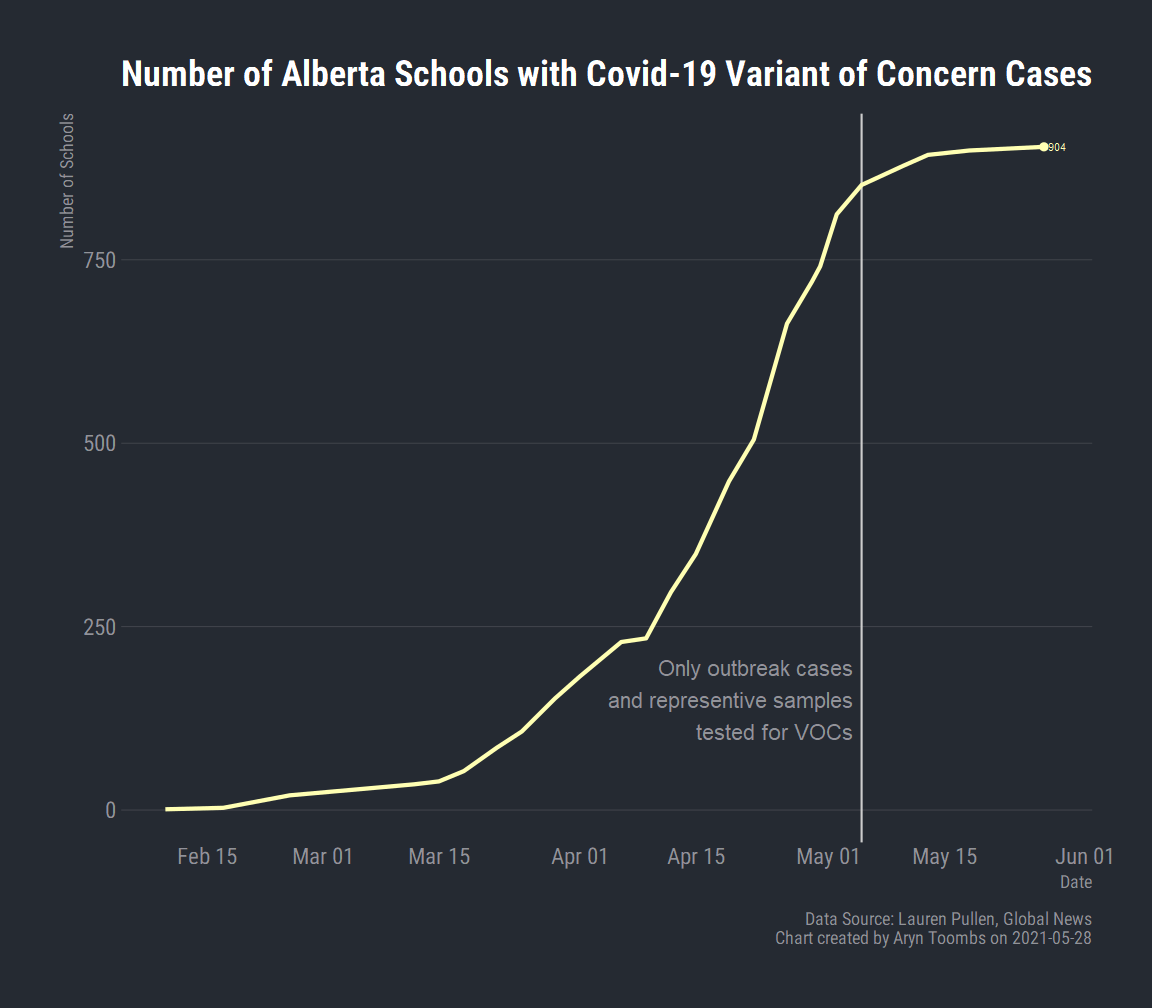 Number of Alberta Schools with Covid-19 Variant of Concern Cases
Number of Schools
904
750
500
250
0
Only outbreak cases
and representive samples
tested for VOCs
Feb 15 Mar 01 Mar 15 Apr 01 Apr 15 May 01 May 15 Jun 01
Date
Data Source: Lauren Pullen, Global News
Chart created by Aryn Toombs on 2021-05-28